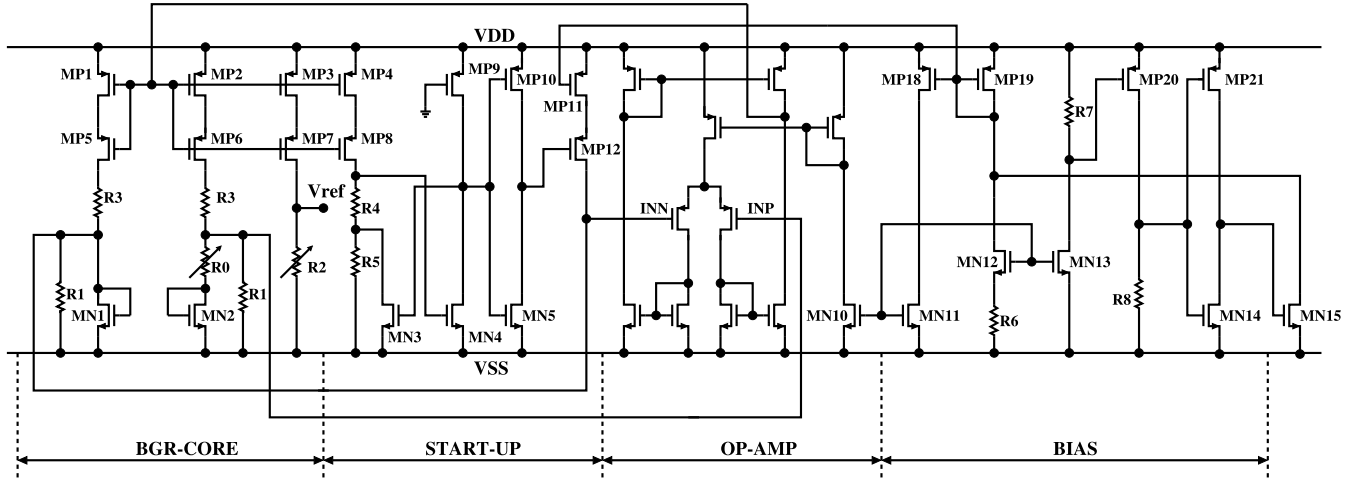 VDD
MP1
MP2
MP3
MP4
MP9
MP10
MP11
MP18
MP19
MP20
MP21
R7
MP5
MP6
MP7
MP8
MP12
R3
R3
Vref
R4
INN
INP
R0
R2
R5
R1
R1
MN12
MN13
R8
MN1
MN2
MN3
MN4
MN5
MN10
MN11
R6
MN14
MN15
VSS
BGR-CORE
START-UP
OP-AMP
BIAS